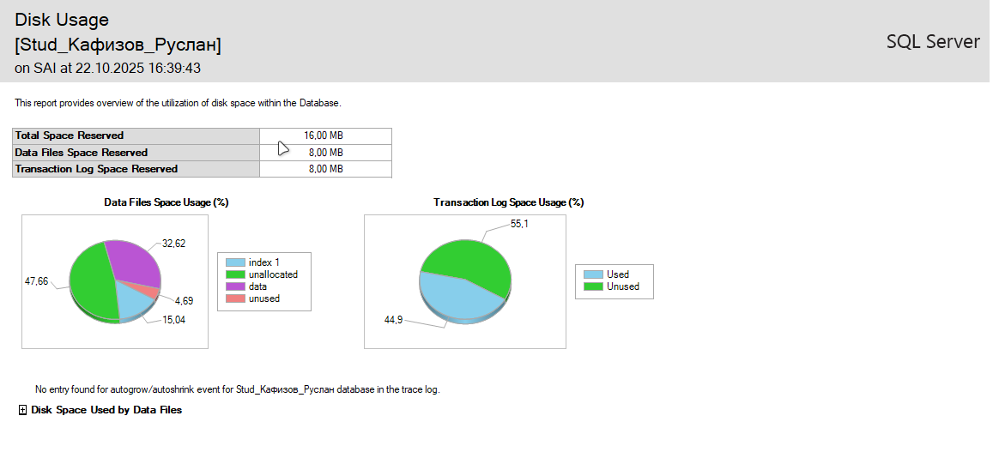 Disk Usage
[Stud_Кафизов_Руслан]
on SAI at 22.10.2025 16:39:43
SQL Server
This report provides overview of the utilization of disk space within the Database.
Total Space Reserved 16,00 MB
Data Files Space Reserved 8,00 MB
Transaction Log Space Reserved 8,00 MB
Data Files Space Usage (%)
32,62
47,66
4,69
15,04
index 1
unallocated
data
unused
Transaction Log Space Usage (%)
55,1
44,9
Used
Unused
No entry found for autogrow/autoshrink event for Stud_Кафизов_Руслан database in the trace log.
Disk Space Used by Data Files